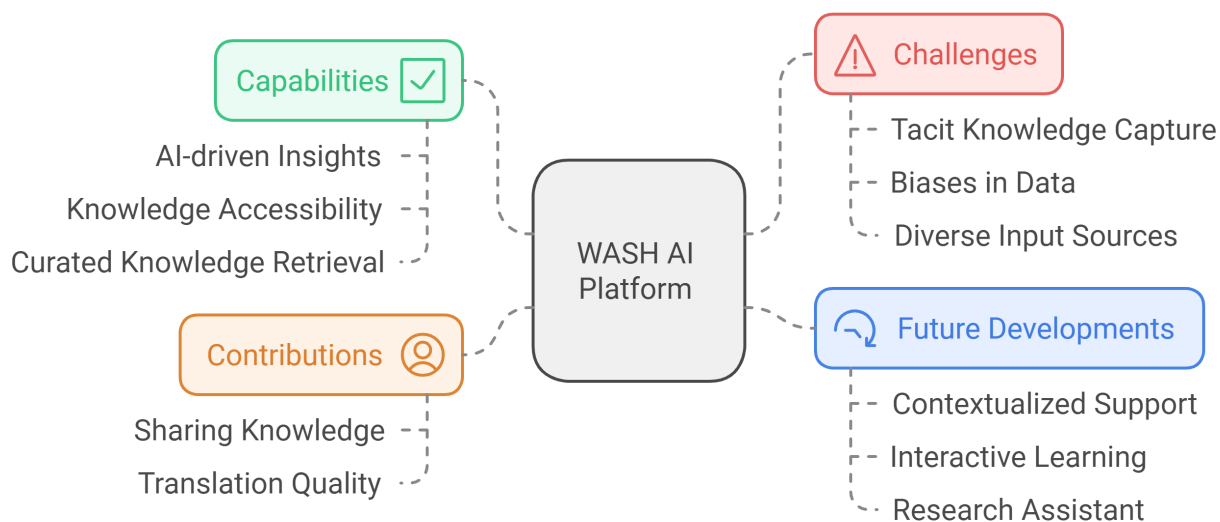 Capabilities
AI-driven Insights
Knowledge Accessibility
Curated Knowledge Retrieval
Contributions
Sharing Knowledge
Translation Quality
WASH AI
Platform
Challenges
Tacit Knowledge Capture
Biases in Data
Diverse Input Sources
Future Developments
Contextualized Support
Interactive Learning
Research Assistant